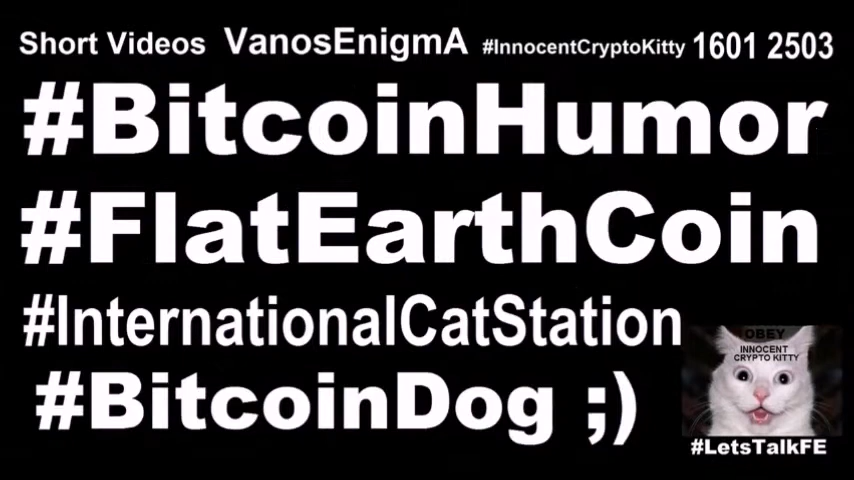 Short Videos VanosEnigmA #InnocentCryptoKitty 1601 2503
#BitcoinHumor
#FlatEarthCoin
#InternationalCatStation
#BitcoinDog ;)
OBEY
INNOCENT
CRYPTO KITTY
#LetsTalkFE